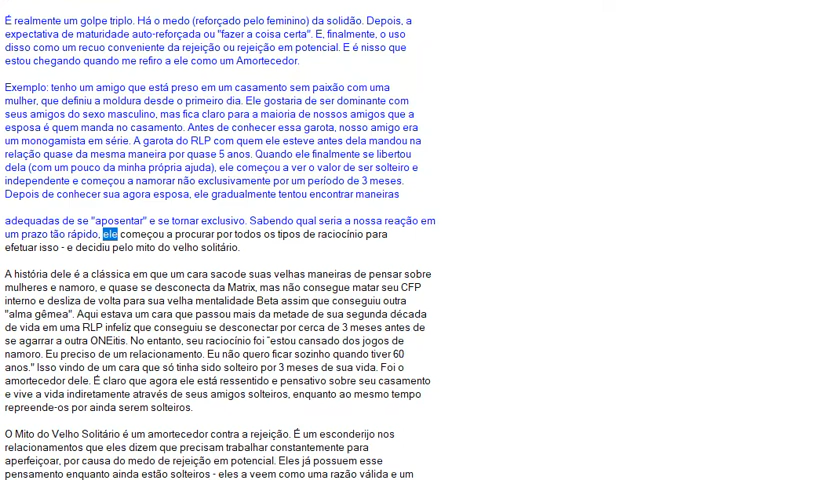 É realmente um golpe triplo. Há o medo (reforçado pelo feminino) da solidão. Depois, a
expectativa de maturidade auto-reforçada ou "fazer a coisa certa". E, finalmente, o uso
disso como um recuo conveniente da rejeição ou rejeição em potencial. E é nisso que
estou chegando quando me refiro a ele como um Amortecedor.
Exemplo: tenho um amigo que está preso em um casamento sem paixão com uma
mulher, que definiu a moldura desde o primeiro dia. Ele gostaria de ser dominante com
seus amigos do sexo masculino, mas fica claro para a maioria de nossos amigos que a
esposa é quem manda no casamento. Antes de conhecer essa garota, nosso amigo era
um monogamista em série. A garota do RLP com quem ele esteve antes dela mandou na
relação quase da mesma maneira por quase 5 anos. Quando ele finalmente se libertou
dela (com um pouco da minha própria ajuda), ele começou a ver o valor de ser solteiro e
independente e começou a namorar não exclusivamente por um período de 3 meses.
Depois de conhecer sua agora esposa, ele gradualmente tentou encontrar maneiras
adequadas de se "aposentar" e se tornar exclusivo. Sabendo qual seria a nossa reação em
um prazo tão rápido, ele começou a procurar por todos os tipos de raciocínio para
efetuar isso - e decidiu pelo mito do velho solitário.
A história dele é a clássica em que um cara sacode suas velhas maneiras de pensar sobre
mulheres e namoro, e quase se desconecta da Matrix, mas não consegue matar seu CFP
interno e desliza de volta para sua velha mentalidade Beta assim que conseguiu outra
"alma gêmea". Aqui estava um cara que passou mais da metade de sua segunda década
de vida em uma RLP infeliz que conseguiu se desconectar por cerca de 3 meses antes de
se agarrar a outra ONEitis. No entanto, seu raciocínio foi "estou cansado dos jogos de
namoro. Eu preciso de um relacionamento. Eu não quero ficar sozinho quando tiver 60
anos." Isso vindo de um cara que só tinha sido solteiro por 3 meses de sua vida. Foi o
amortecedor dele. É claro que agora ele está ressentido e pensativo sobre seu casamento
e vive a vida indiretamente através de seus amigos solteiros, enquanto ao mesmo tempo
repreende-os por ainda serem solteiros.
O Mito do Velho Solitário é um amortecedor contra a rejeição. É um esconderijo nos
relacionamentos que eles dizem que precisam trabalhar constantemente para
aperfeiçoar, por causa do medo de rejeição em potencial. Eles já possuem esse
pensamento enquanto ainda estão solteiros - eles a veem como uma razão válida e um